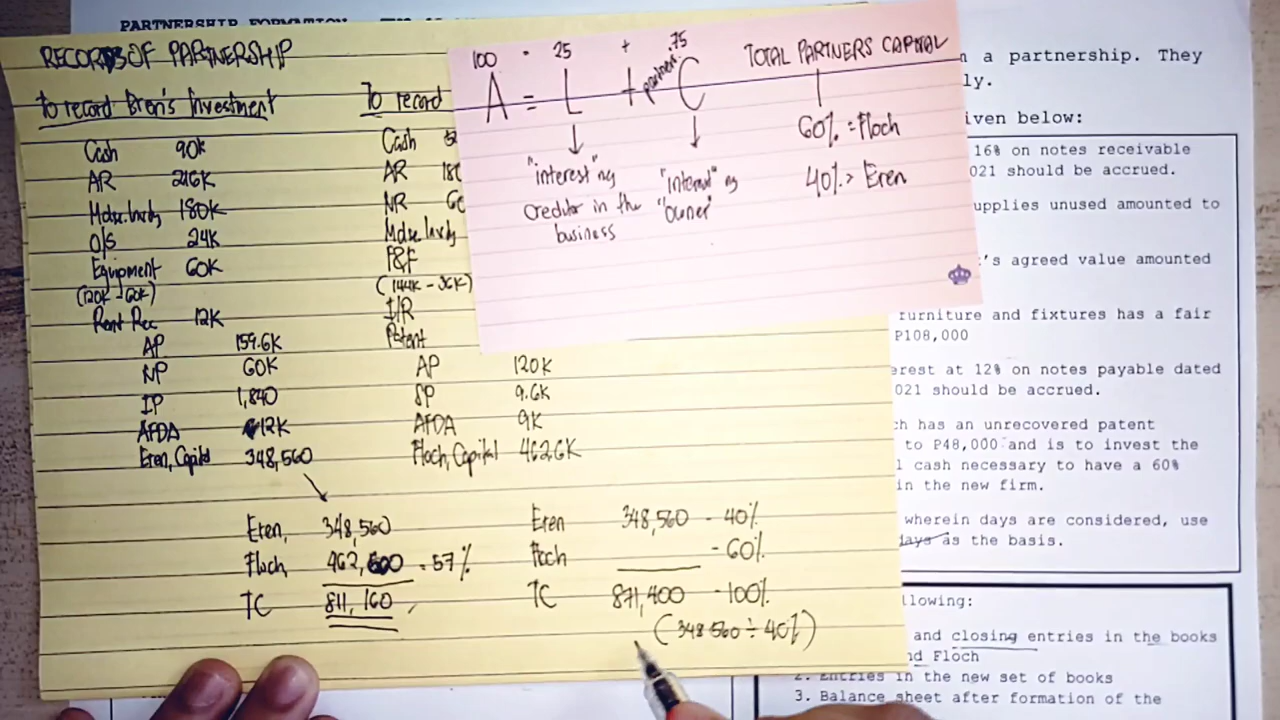 PARTNERSHIP FORMATION
RECORDS OF PARTNERSHIP
To record Eren's Investment
Cash 90K
AR 216K
Mdse. Invty 180K
O/S 24K
Equipment 60K
(120K - 60K)
Rent Rec 12K
AP 159.6K
NP 60K
IP 1,840
AFDA 12K
Eren, Capital 348,560
To record
Cash
AR
NR
Mdse. Invty
F&F
(144K - 36K)
I/R
Patent
AP 120K
SP 9.6K
AFDA 9K
Floch, Capital 462.6K
100 - 25 + .75
A = L + C
partners
"interest" ng
creditor in the
business
"interest" ng
"owner"
TOTAL PARTNERS CAPITAL
60% = Floch
40% = Eren
Eren, 348,560
Floch, 462,600 = 57%
TC 811,160
Eren 348,560 - 40%
Floch - 60%
TC 871,400 - 100%
(348 560 ÷ 40%)
a partnership. They
ly.
iven below:
16% on notes receivable
021 should be accrued.
upplies unused amounted to
's agreed value amounted
furniture and fixtures has a fair
P108,000
erest at 12% on notes payable dated
021 should be accrued.
ch has an unrecovered patent
to P48,000 and is to invest the
l cash necessary to have a 60%
in the new firm.
wherein days are considered, use
days as the basis.
llowing:
and closing entries in the books
nd Floch
2. Entries in the new set of books
3. Balance sheet after formation of the